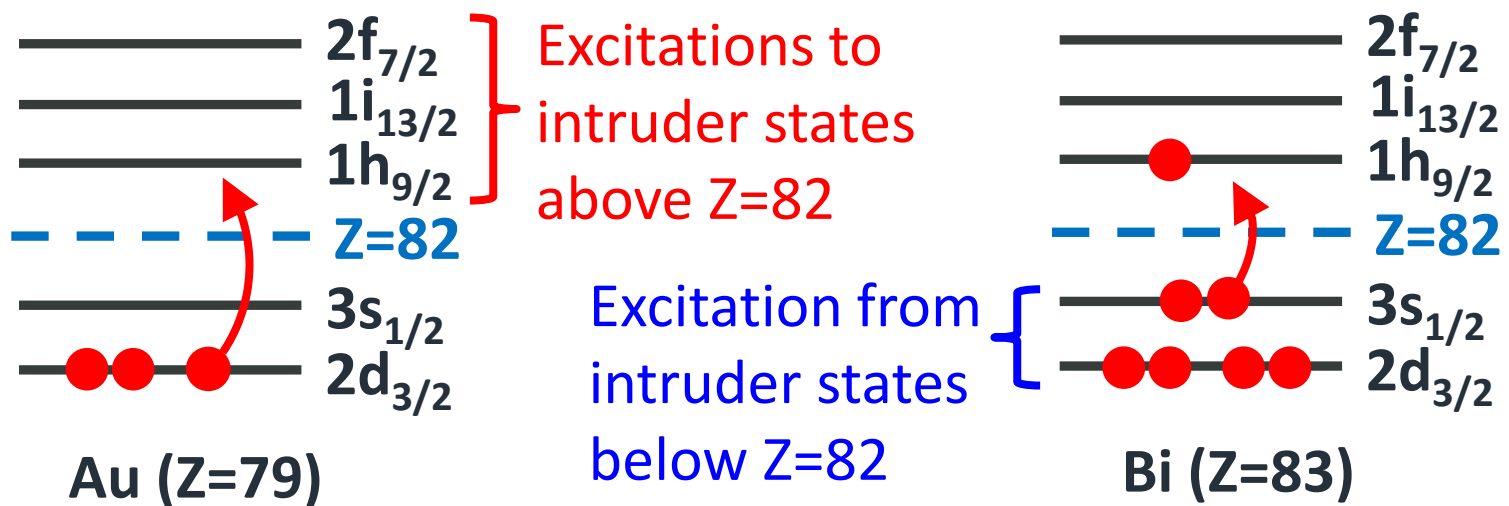 2f7/2
1i13/2
1h9/2
Z=82
3s1/2
2d3/2
Au (Z=79)
Excitations to
intruder states
above Z=82
Excitation from
intruder states
below Z=82
2f7/2
1i13/2
1h9/2
Z=82
3s1/2
2d3/2
Bi (Z=83)